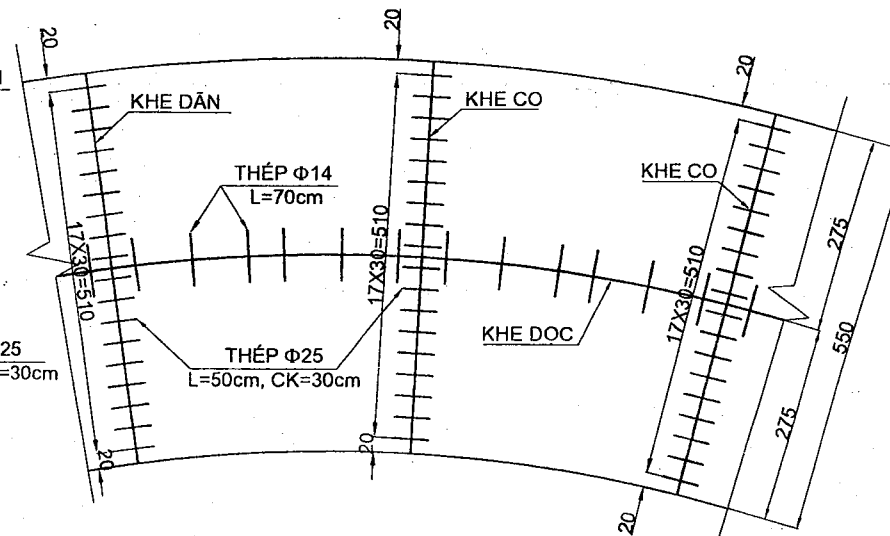 20
20
20
KHE DÃN
KHE CO
THÉP Φ14
L=70cm
KHE CO
17X30=510
17X30=510
17X30=510
275
KHE DỌC
THÉP Φ25
L=50cm, CK=30cm
25
=30cm
550
275
20
20
20